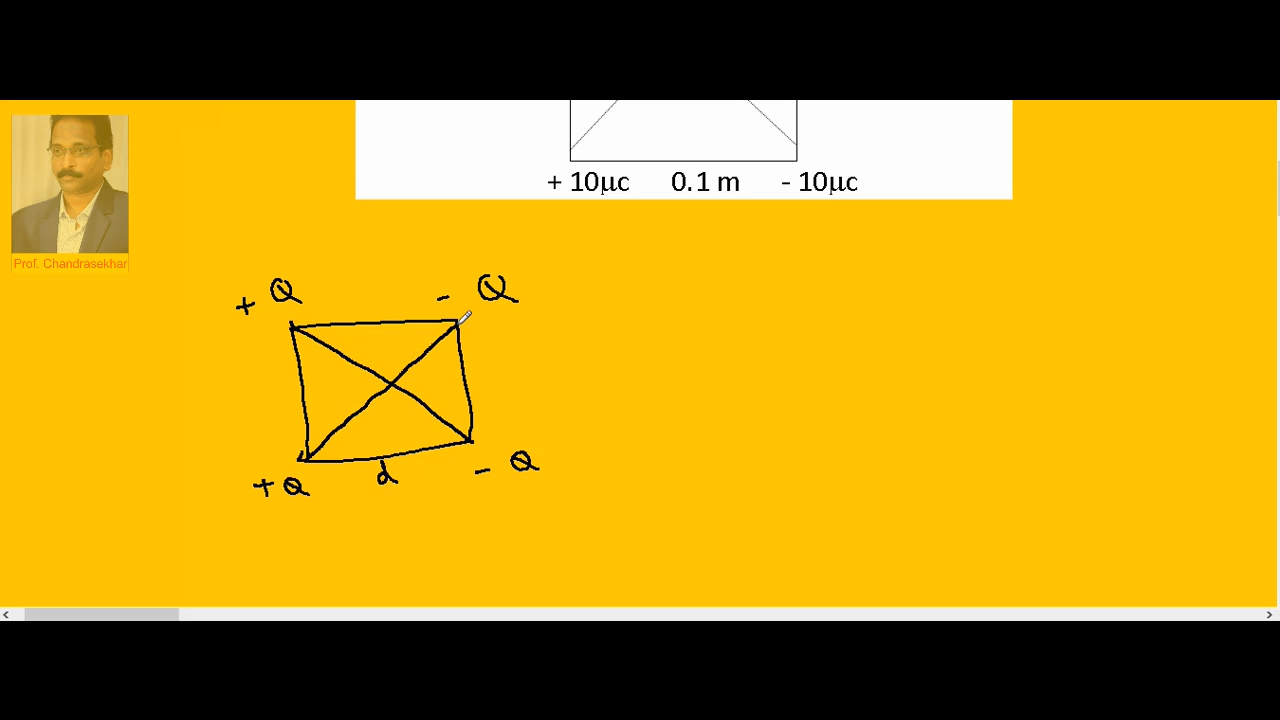 + 10μc 0.1 m - 10μc
Prof. Chandrasekhar
+ Q - Q
+ Q d - Q